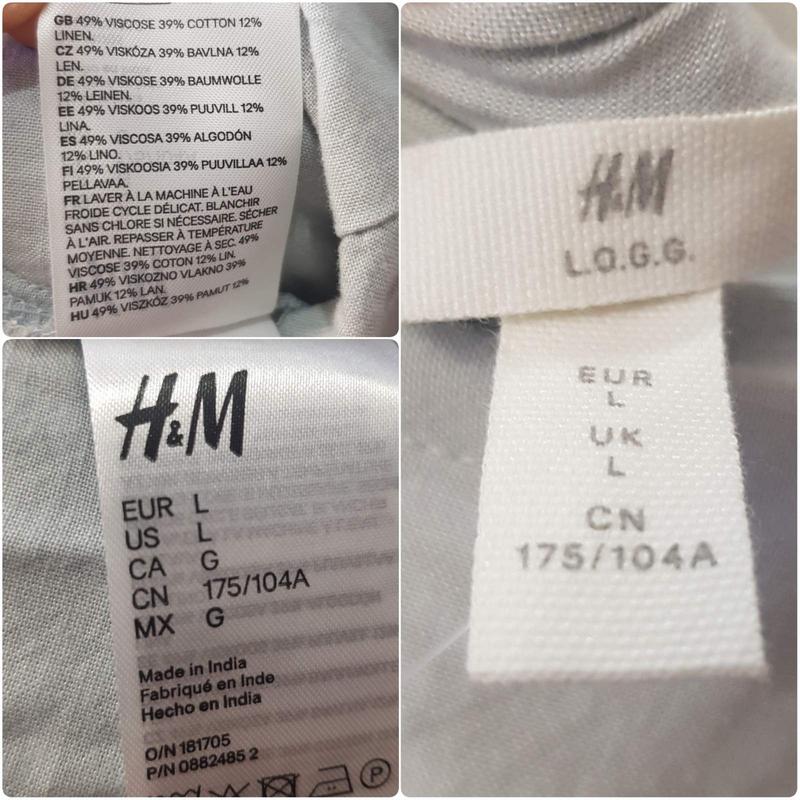 GB 49% VISCOSE 39% COTTON 12%
LINEN.
CZ 49% VISKÓZA 39% BAVLNA 12%
LEN.
DE 49% VISKOSE 39% BAUMWOLLE
12% LEINEN.
EE 49% VISKOOS 39% PUUVILL 12%
LINA.
ES 49% VISCOSA 39% ALGODÓN
12% LINO.
FI 49% VISKOOSIA 39% PUUVILLAA 12%
PELLAVAA.
FR LAVER À LA MACHINE À L'EAU
FROIDE CYCLE DÉLICAT. BLANCHIR
SANS CHLORE SI NÉCESSAIRE. SÉCHER
À L'AIR. REPASSER À TEMPÉRATURE
MOYENNE. NETTOYAGE À SEC. 49%
VISCOSE 39% COTON 12% LIN.
HR 49% VISKOZNO VLAKNO 39%
PAMUK 12% LAN.
HU 49% VISZKÓZ 39% PAMUT 12%
H&M
L.O.G.G.
EUR
L
UK
L
CN
175/104A
H&M
EUR L
US L
CA G
CN 175/104A
MX G
Made in India
Fabriqué en Inde
Hecho en India
O/N 181705
P/N 0882485 2
P